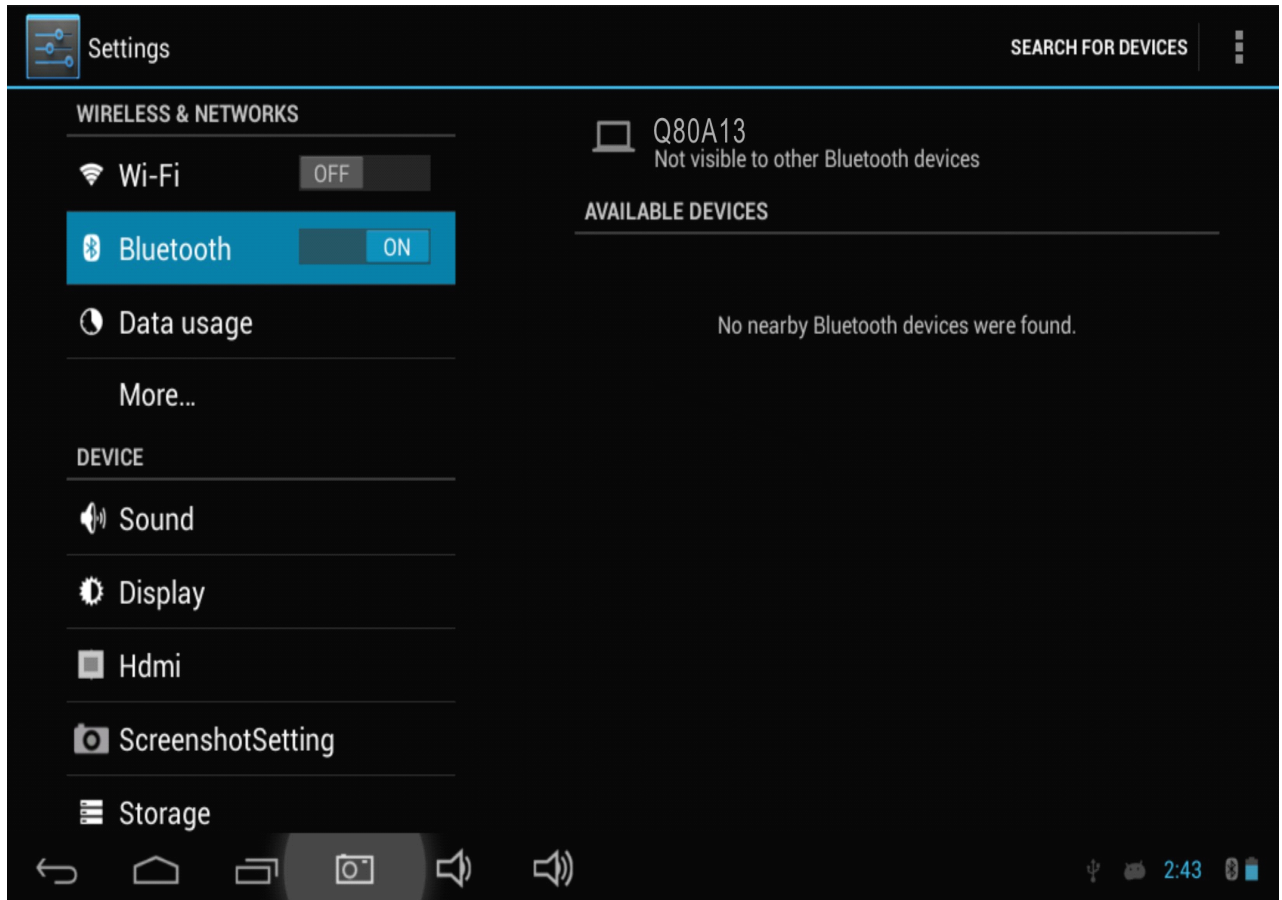 Settings
SEARCH FOR DEVICES
WIRELESS & NETWORKS
Wi-Fi
OFF
Bluetooth
ON
Data usage
More...
DEVICE
Sound
Display
Hdmi
ScreenshotSetting
Storage
Q80A13
Not visible to other Bluetooth devices
AVAILABLE DEVICES
No nearby Bluetooth devices were found.
2:43